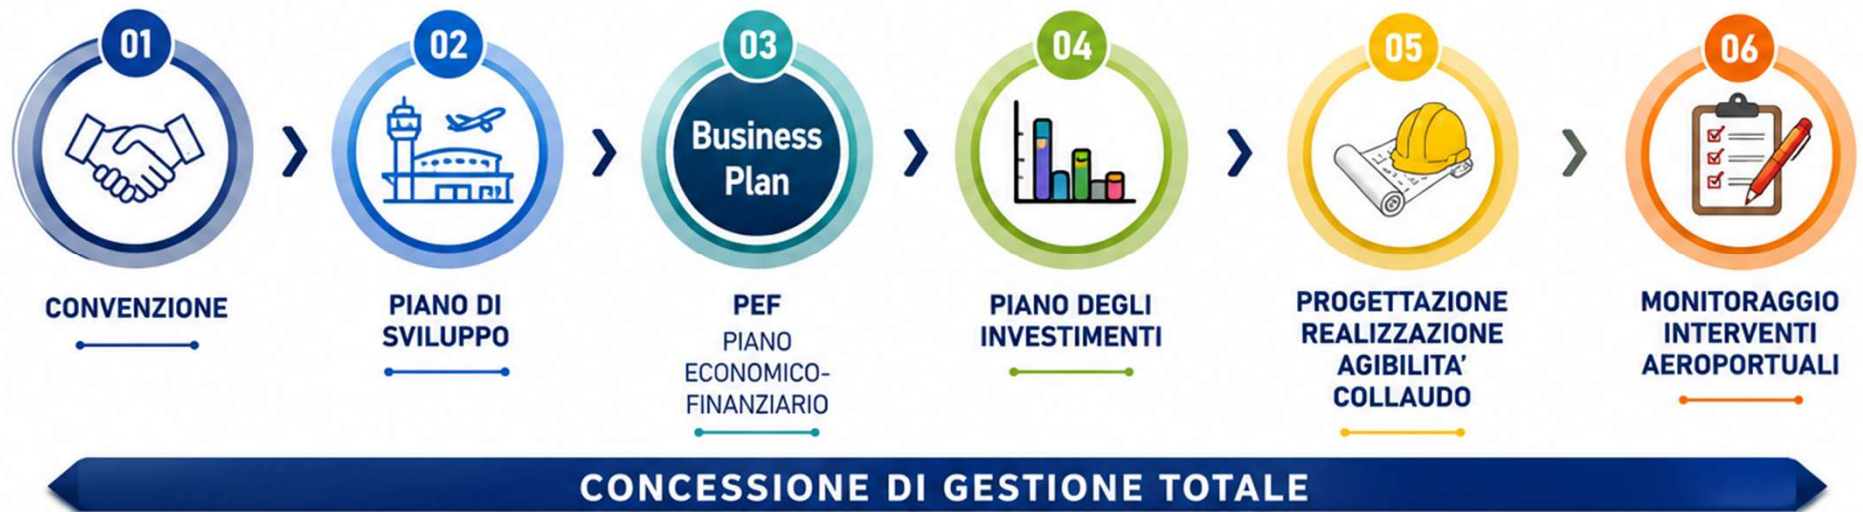 01
CONVENZIONE
02
PIANO DI
SVILUPPO
03
Business
Plan
PEF
PIANO
ECONOMICO-
FINANZIARIO
04
PIANO DEGLI
INVESTIMENTI
05
PROGETTAZIONE
REALIZZAZIONE
AGIBILITA'
COLLAUDO
06
MONITORAGGIO
INTERVENTI
AEROPORTUALI
CONCESSIONE DI GESTIONE TOTALE